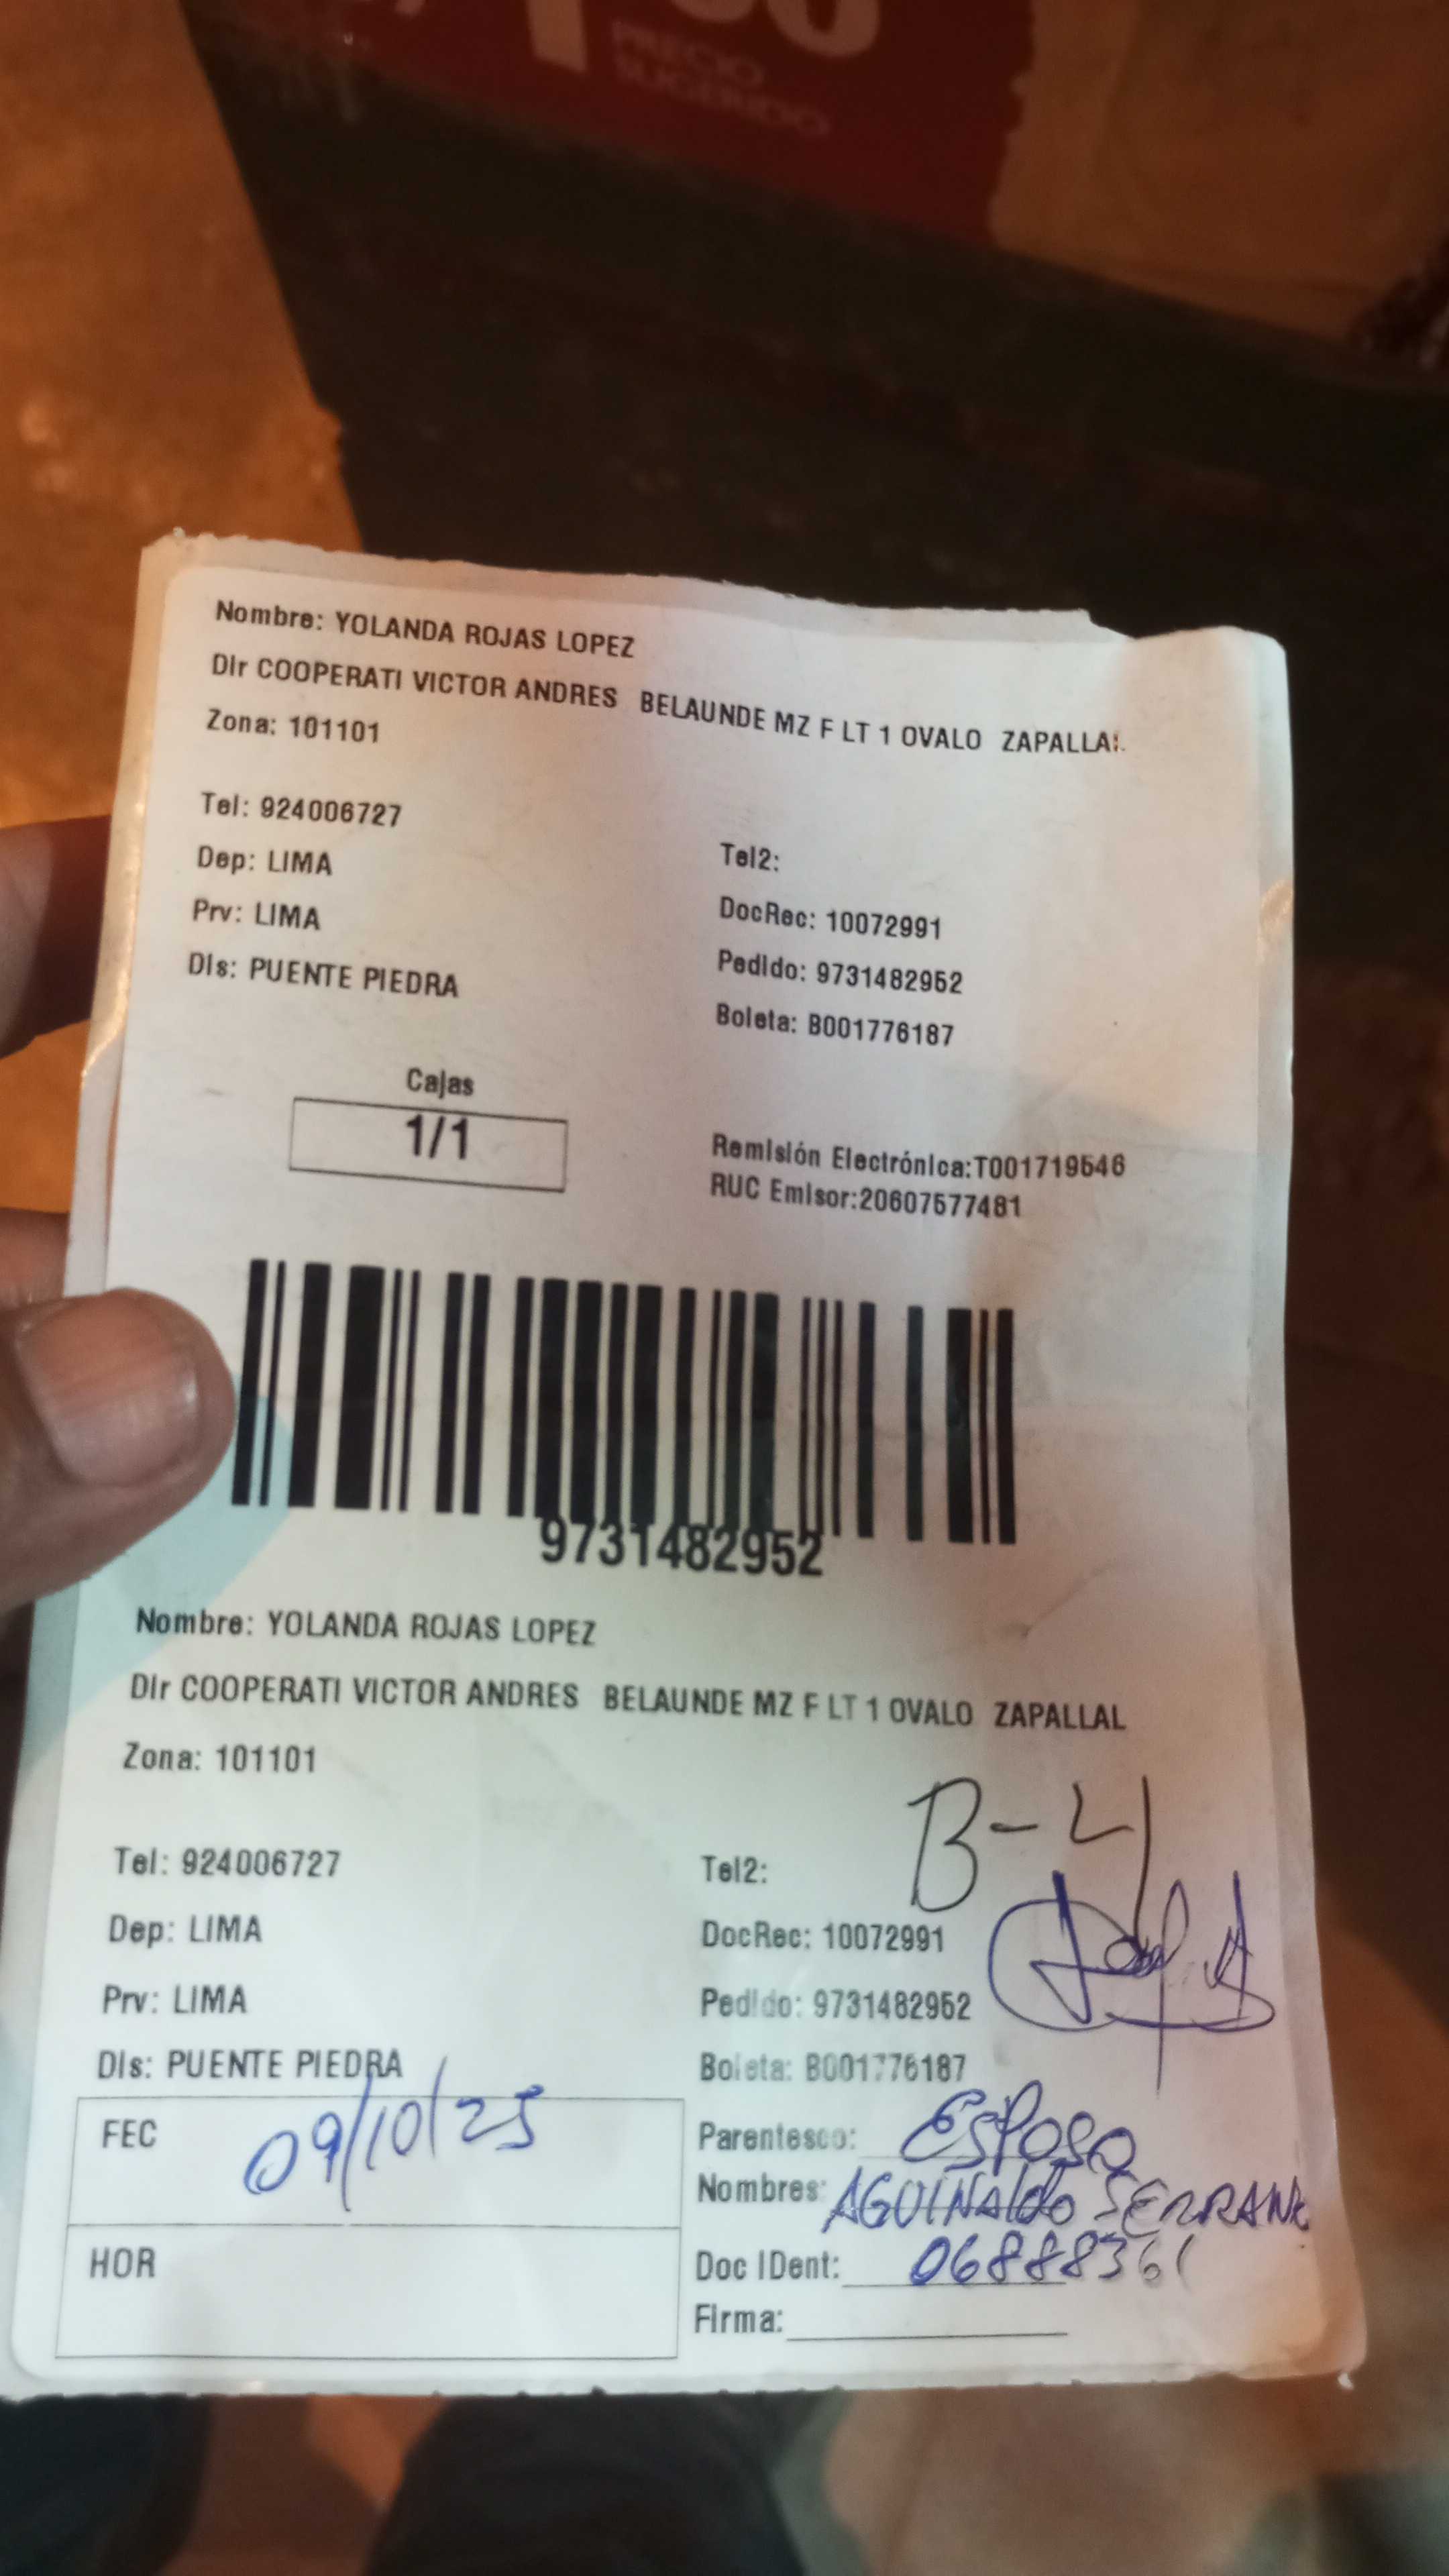 PRECIO
SUGERIDO
Nombre: YOLANDA ROJAS LOPEZ
Dir COOPERATI VICTOR ANDRES BELAUNDE MZ F LT 1 OVALO ZAPALLAL
Zona: 101101
Tel: 924006727
Tel2:
Dep: LIMA
DocRec: 10072991
Prv: LIMA
Pedido: 9731482952
Dis: PUENTE PIEDRA
Boleta: B001776187
Cajas
1/1
Remisión Electrónica:T001719546
RUC Emisor:20607577481
9731482952
Nombre: YOLANDA ROJAS LOPEZ
Dir COOPERATI VICTOR ANDRES BELAUNDE MZ F LT 1 OVALO ZAPALLAL
Zona: 101101
B-4
Tel: 924006727
Tel2:
Dep: LIMA
DocRec: 10072991
Prv: LIMA
Pedido: 9731482952
Dis: PUENTE PIEDRA
Boleta: B001776187
FEC 09/10/25
Parentesco: Esposo
Nombres: AGUINALdo SERRANO
HOR
Doc IDent: 06888361
Firma: